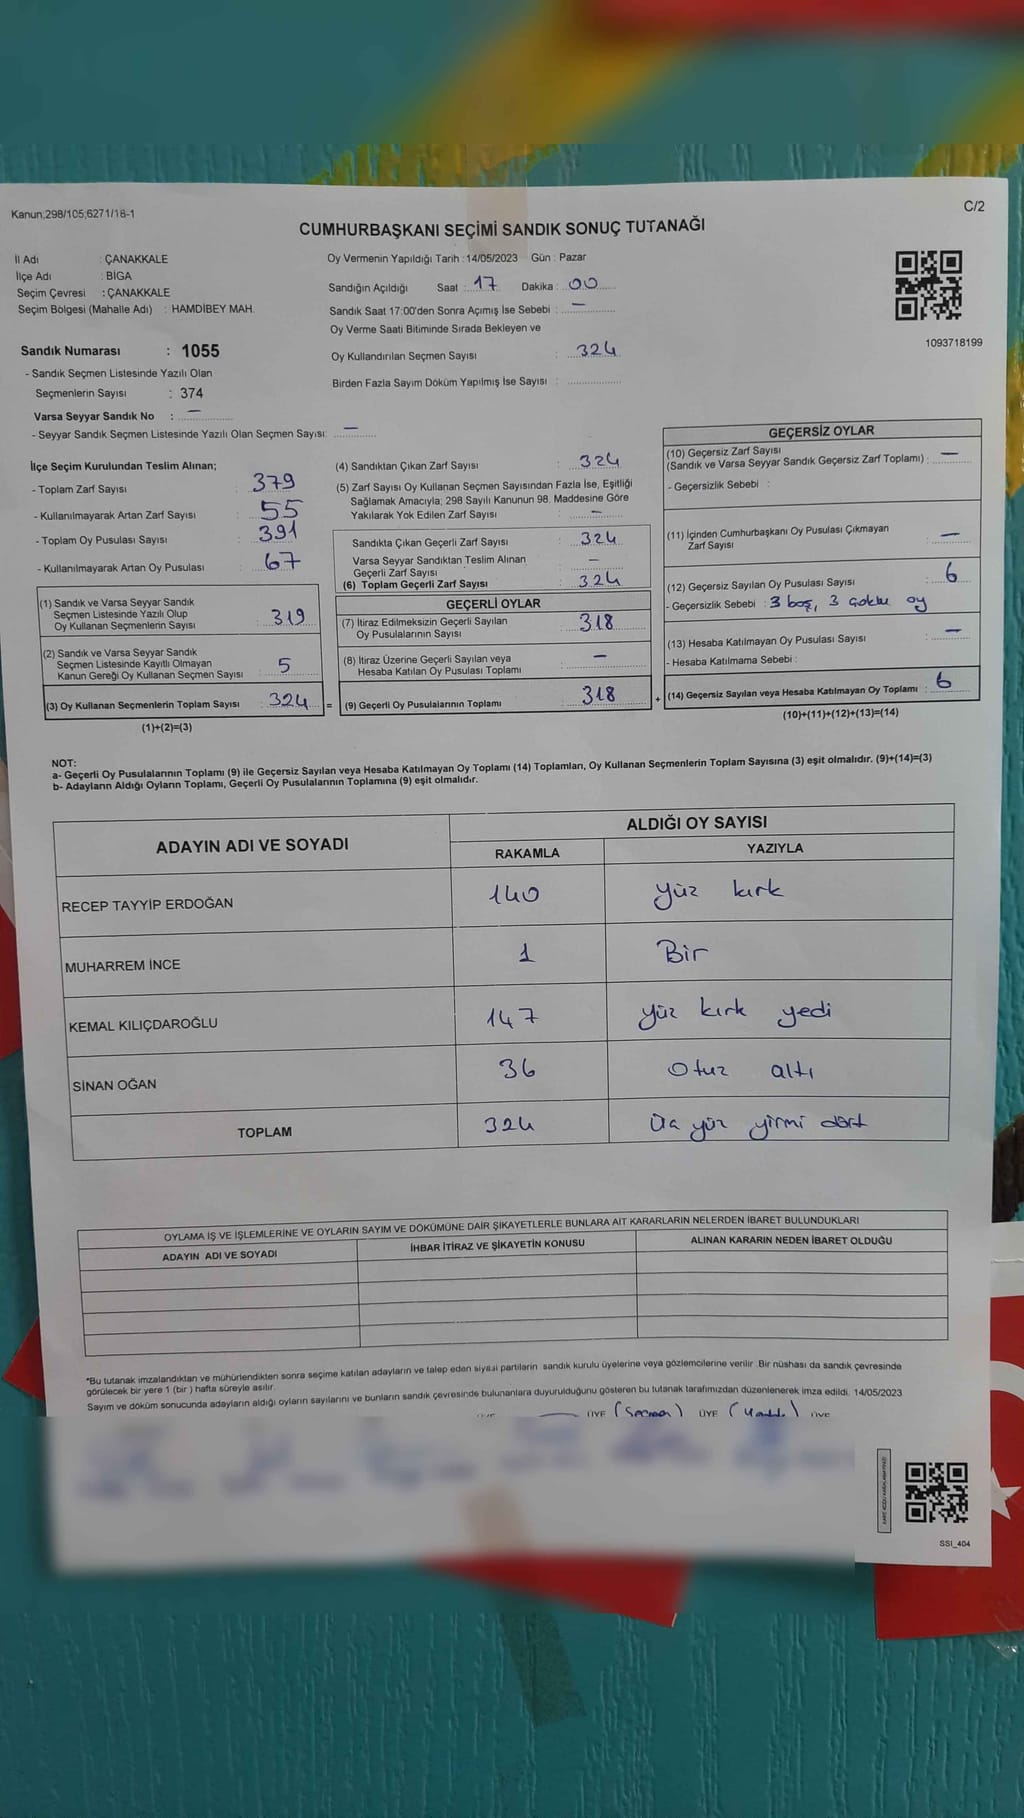 Kanun;298/105;6271/18-1
C/2
CUMHURBAŞKANI SEÇİMİ SANDIK SONUÇ TUTANAĞI
İl Adı : ÇANAKKALE
İlçe Adı : BİGA
Seçim Çevresi : ÇANAKKALE
Seçim Bölgesi (Mahalle Adı) : HAMDİBEY MAH.
Oy Vermenin Yapıldığı Tarih : 14/05/2023 Gün : Pazar
Sandığın Açıldığı Saat : 17 Dakika : 00
Sandık Saat 17:00'den Sonra Açımış İse Sebebi : —
Oy Verme Saati Bitiminde Sırada Bekleyen ve
Oy Kullandırılan Seçmen Sayısı : 324
Birden Fazla Sayım Döküm Yapılmış İse Sayısı :
1093718199
Sandık Numarası : 1055
- Sandık Seçmen Listesinde Yazılı Olan
Seçmenlerin Sayısı : 374
Varsa Seyyar Sandık No : —
- Seyyar Sandık Seçmen Listesinde Yazılı Olan Seçmen Sayısı: —
İlçe Seçim Kurulundan Teslim Alınan;
- Toplam Zarf Sayısı : 379
- Kullanılmayarak Artan Zarf Sayısı : 55
- Toplam Oy Pusulası Sayısı : 391
- Kullanılmayarak Artan Oy Pusulası : 67
(1) Sandık ve Varsa Seyyar Sandık
Seçmen Listesinde Yazılı Olup
Oy Kullanan Seçmenlerin Sayısı : 319
(2) Sandık ve Varsa Seyyar Sandık
Seçmen Listesinde Kayıtlı Olmayan
Kanun Gereği Oy Kullanan Seçmen Sayısı : 5
(3) Oy Kullanan Seçmenlerin Toplam Sayısı : 324 =
(1)+(2)=(3)
(4) Sandıktan Çıkan Zarf Sayısı : 324
(5) Zarf Sayısı Oy Kullanan Seçmen Sayısından Fazla İse, Eşitliği
Sağlamak Amacıyla; 298 Sayılı Kanunun 98. Maddesine Göre
Yakılarak Yok Edilen Zarf Sayısı : —
Sandıkta Çıkan Geçerli Zarf Sayısı : 324
Varsa Seyyar Sandıktan Teslim Alınan
Geçerli Zarf Sayısı : —
(6) Toplam Geçerli Zarf Sayısı : 324
GEÇERLİ OYLAR
(7) İtiraz Edilmeksizin Geçerli Sayılan
Oy Pusulalarının Sayısı : 318
(8) İtiraz Üzerine Geçerli Sayılan veya
Hesaba Katılan Oy Pusulası Toplamı : —
(9) Geçerli Oy Pusulalarının Toplamı : 318 +
GEÇERSİZ OYLAR
(10) Geçersiz Zarf Sayısı
(Sandık ve Varsa Seyyar Sandık Geçersiz Zarf Toplamı) : —
- Geçersizlik Sebebi :
(11) İçinden Cumhurbaşkanı Oy Pusulası Çıkmayan
Zarf Sayısı : —
(12) Geçersiz Sayılan Oy Pusulası Sayısı : 6
- Geçersizlik Sebebi : 3 boş, 3 çoklu oy
(13) Hesaba Katılmayan Oy Pusulası Sayısı : —
- Hesaba Katılmama Sebebi :
(14) Geçersiz Sayılan veya Hesaba Katılmayan Oy Toplamı : 6
(10)+(11)+(12)+(13)=(14)
NOT:
a- Geçerli Oy Pusulalarının Toplamı (9) ile Geçersiz Sayılan veya Hesaba Katılmayan Oy Toplamı (14) Toplamları, Oy Kullanan Seçmenlerin Toplam Sayısına (3) eşit olmalıdır. (9)+(14)=(3)
b- Adayların Aldığı Oyların Toplamı, Geçerli Oy Pusulalarının Toplamına (9) eşit olmalıdır.
ADAYIN ADI VE SOYADI ALDIĞI OY SAYISI
RAKAMLA YAZIYLA
RECEP TAYYİP ERDOĞAN 140 yüz kırk
MUHARREM İNCE 1 Bir
KEMAL KILIÇDAROĞLU 147 yüz kırk yedi
SİNAN OĞAN 36 Otuz altı
TOPLAM 324 Üç yüz yirmi dört
OYLAMA İŞ VE İŞLEMLERİNE VE OYLARIN SAYIM VE DÖKÜMÜNE DAİR ŞİKAYETLERLE BUNLARA AİT KARARLARIN NELERDEN İBARET BULUNDUKLARI
ADAYIN ADI VE SOYADI İHBAR İTİRAZ VE ŞİKAYETİN KONUSU ALINAN KARARIN NEDEN İBARET OLDUĞU
*Bu tutanak imzalandıktan ve mühürlendikten sonra seçime katılan adayların ve talep eden siyasi partilerin sandık kurulu üyelerine veya gözlemcilerine verilir. Bir nüshası da sandık çevresinde
görülecek bir yere 1 (bir ) hafta süreyle asılır.
Sayım ve döküm sonucunda adayların aldığı oyların sayılarını ve bunların sandık çevresinde bulunanlara duyurulduğunu gösteren bu tutanak tarafımızdan düzenlenerek imza edildi. 14/05/2023
ÜYE ÜYE ÜYE
SSI_404